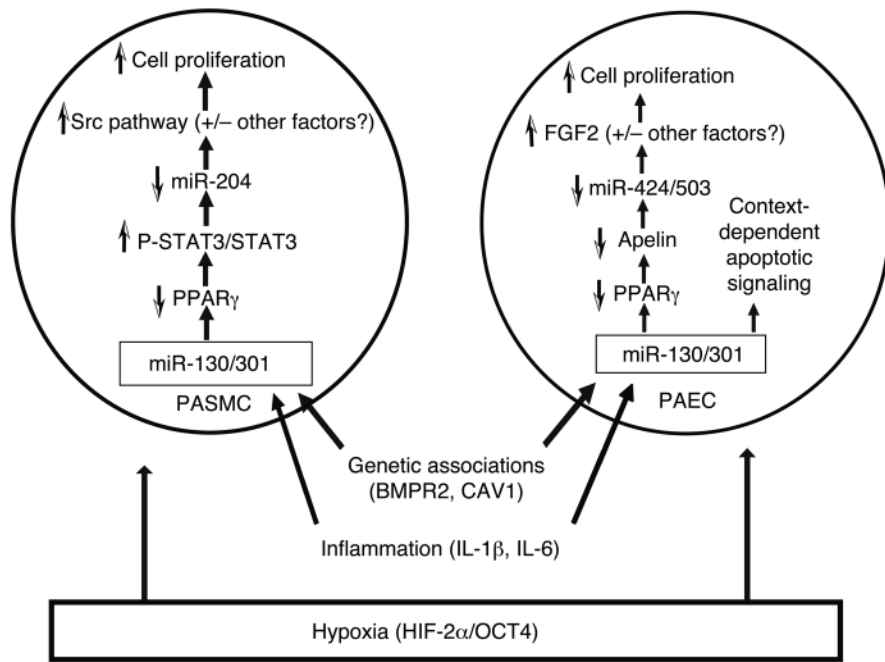 Cell proliferation
Src pathway (+/– other factors?)
miR-204
P-STAT3/STAT3
PPARγ
miR-130/301
PASMC
Cell proliferation
FGF2 (+/– other factors?)
miR-424/503
Apelin
PPARγ
Context-
dependent
apoptotic
signaling
miR-130/301
PAEC
Genetic associations
(BMPR2, CAV1)
Inflammation (IL-1β, IL-6)
Hypoxia (HIF-2α/OCT4)